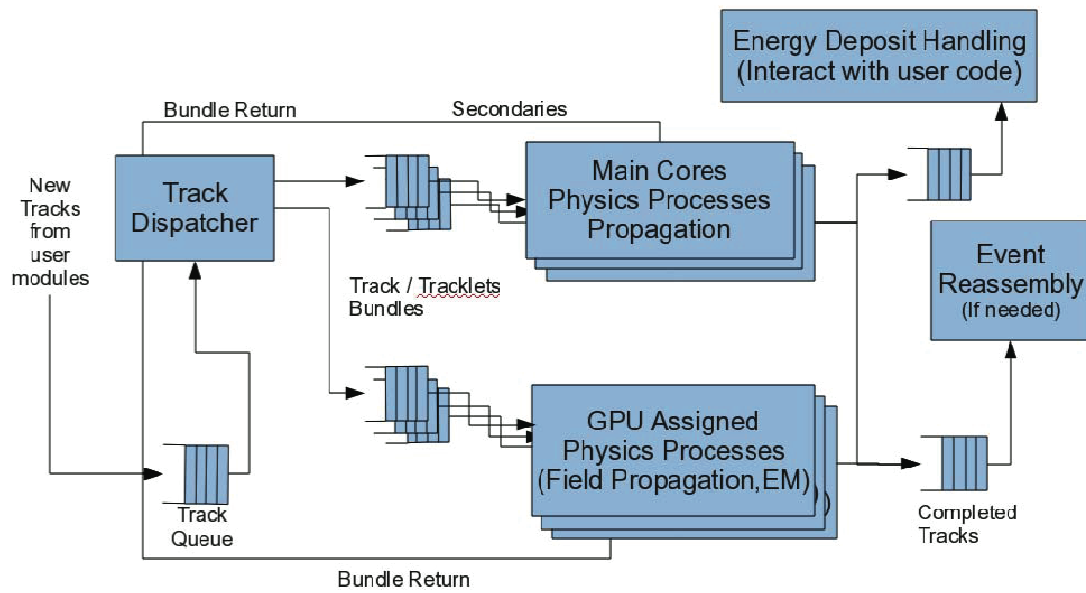 Energy Deposit Handling
(Interact with user code)
Bundle Return
Secondaries
New
Tracks
from
user
modules
Track
Dispatcher
Main Cores
Physics Processes
Propagation
Event
Reassembly
(If needed)
Track / Tracklets
Bundles
GPU Assigned
Physics Processes
(Field Propagation,EM)
)
Track
Queue
Completed
Tracks
Bundle Return